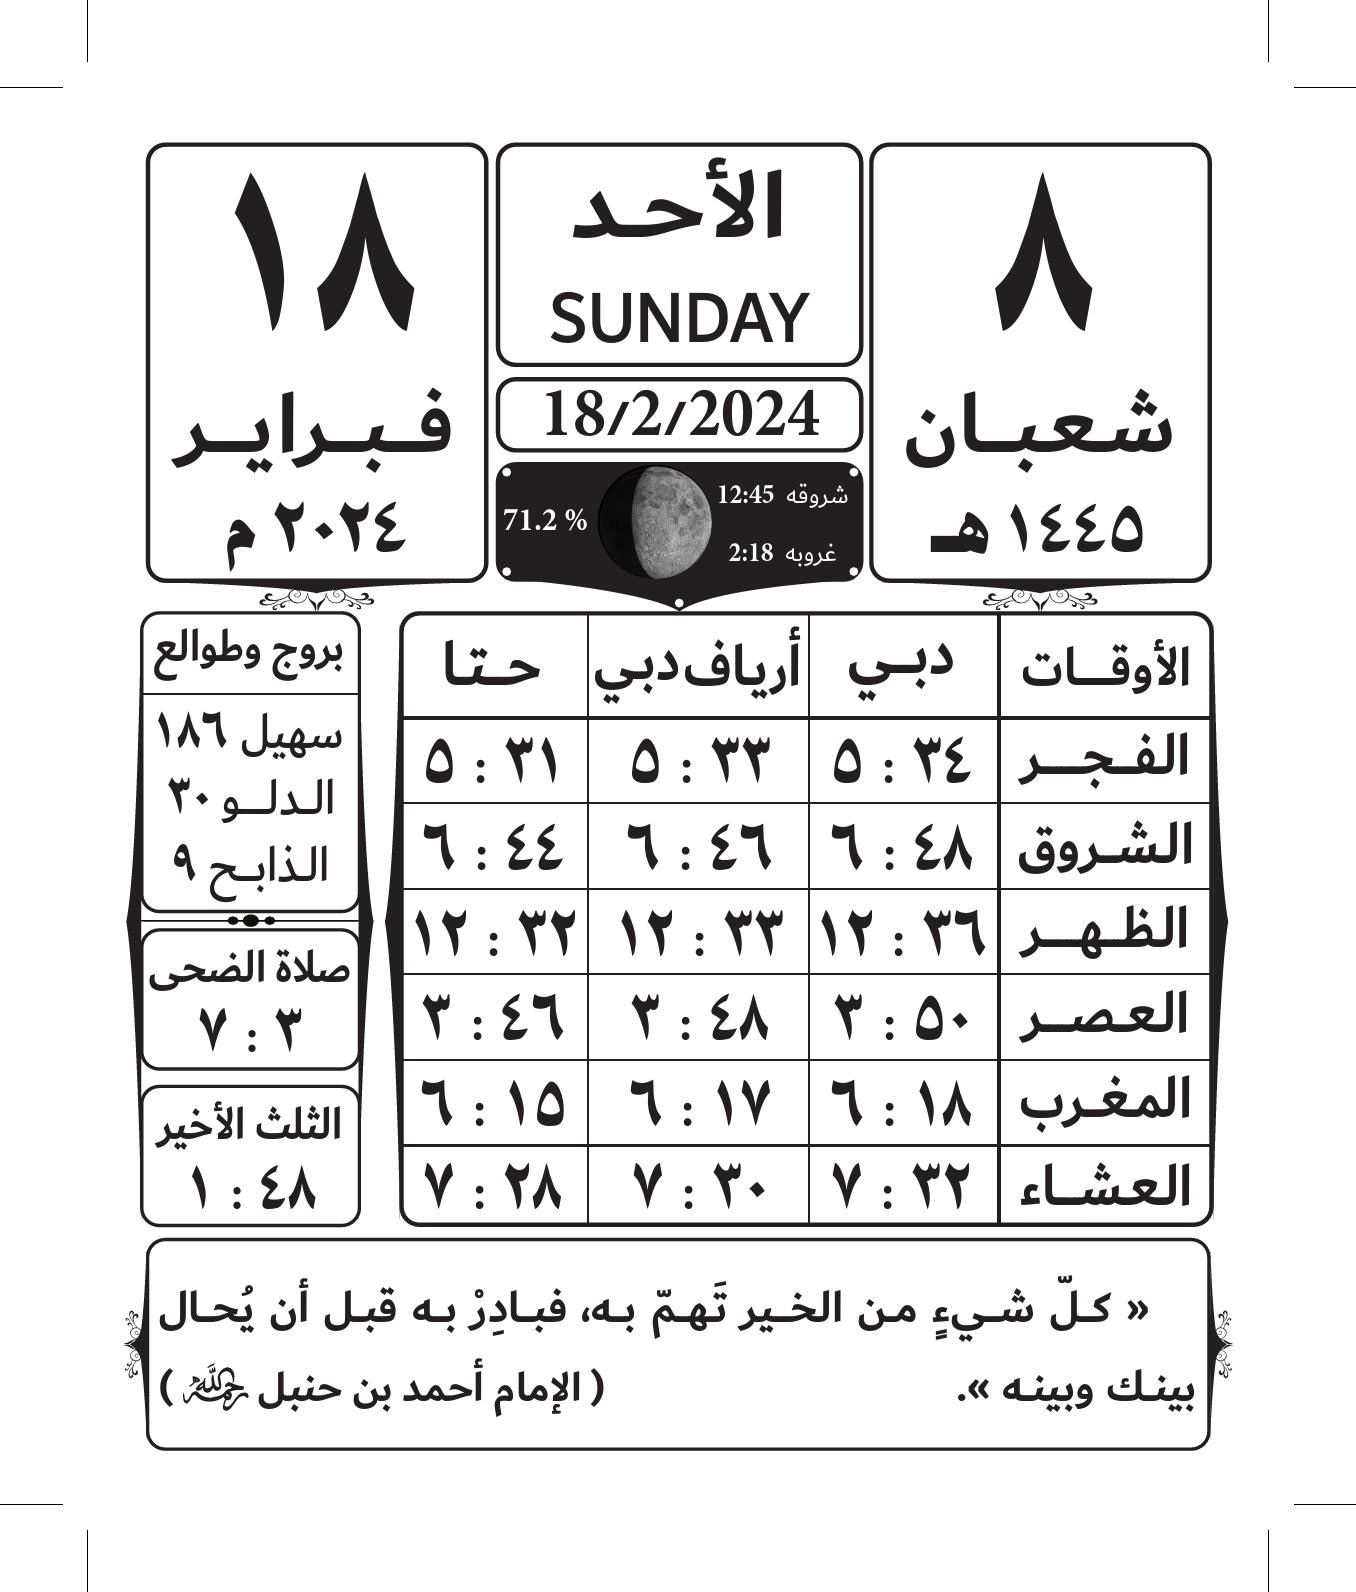 ٨
شعبان
١٤٤٥ هـ
الأحد
SUNDAY
18/2/2024
شروقه 12:45
غروبه 2:18
71.2 %
١٨
فبراير
٢٠٢٤ م
الأوقات دبي أرياف دبي حتا
الفجر ٥ : ٣٤ ٥ : ٣٣ ٥ : ٣١
الشروق ٦ : ٤٨ ٦ : ٤٦ ٦ : ٤٤
الظهر ١٢ : ٣٦ ١٢ : ٣٣ ١٢ : ٣٢
العصر ٣ : ٥٠ ٣ : ٤٨ ٣ : ٤٦
المغرب ٦ : ١٨ ٦ : ١٧ ٦ : ١٥
العشاء ٧ : ٣٢ ٧ : ٣٠ ٧ : ٢٨
بروج وطوالع
سهيل ١٨٦
الدلو ٣٠
الذابح ٩
صلاة الضحى
٧ : ٣
الثلث الأخير
١ : ٤٨
« كلّ شيءٍ من الخير تَهمّ به، فبادِرْ به قبل أن يُحال
بينك وبينه ». ( الإمام أحمد بن حنبل رحمه الله )